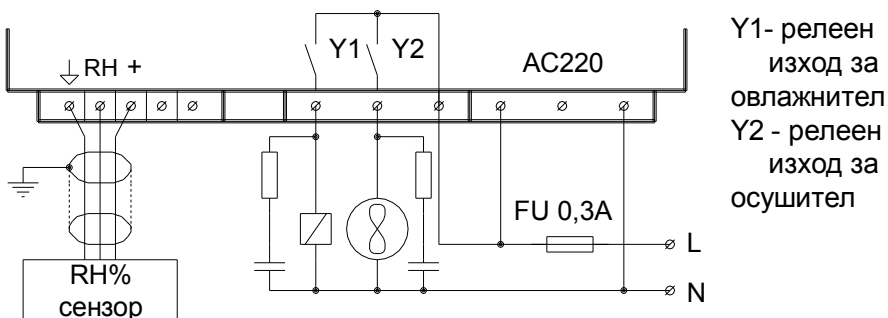 Y1 Y2
RH +
AC220
FU 0,3A
L
N
RH%
сензор
Y1- релеен
изход за
овлажнител
Y2 - релеен
изход за
осушител